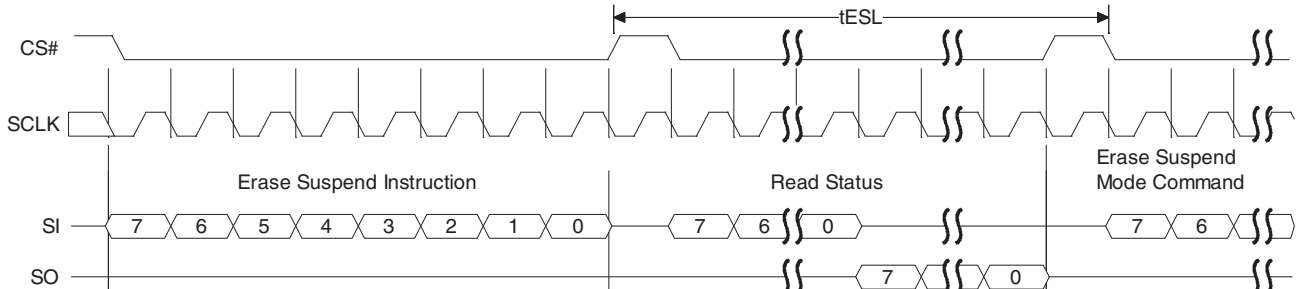 tESL
CS#
SCLK
Erase Suspend Instruction
Read Status
Erase Suspend
Mode Command
SI
7 6 5 4 3 2 1 0
7 6 0
7 6
SO
7 0